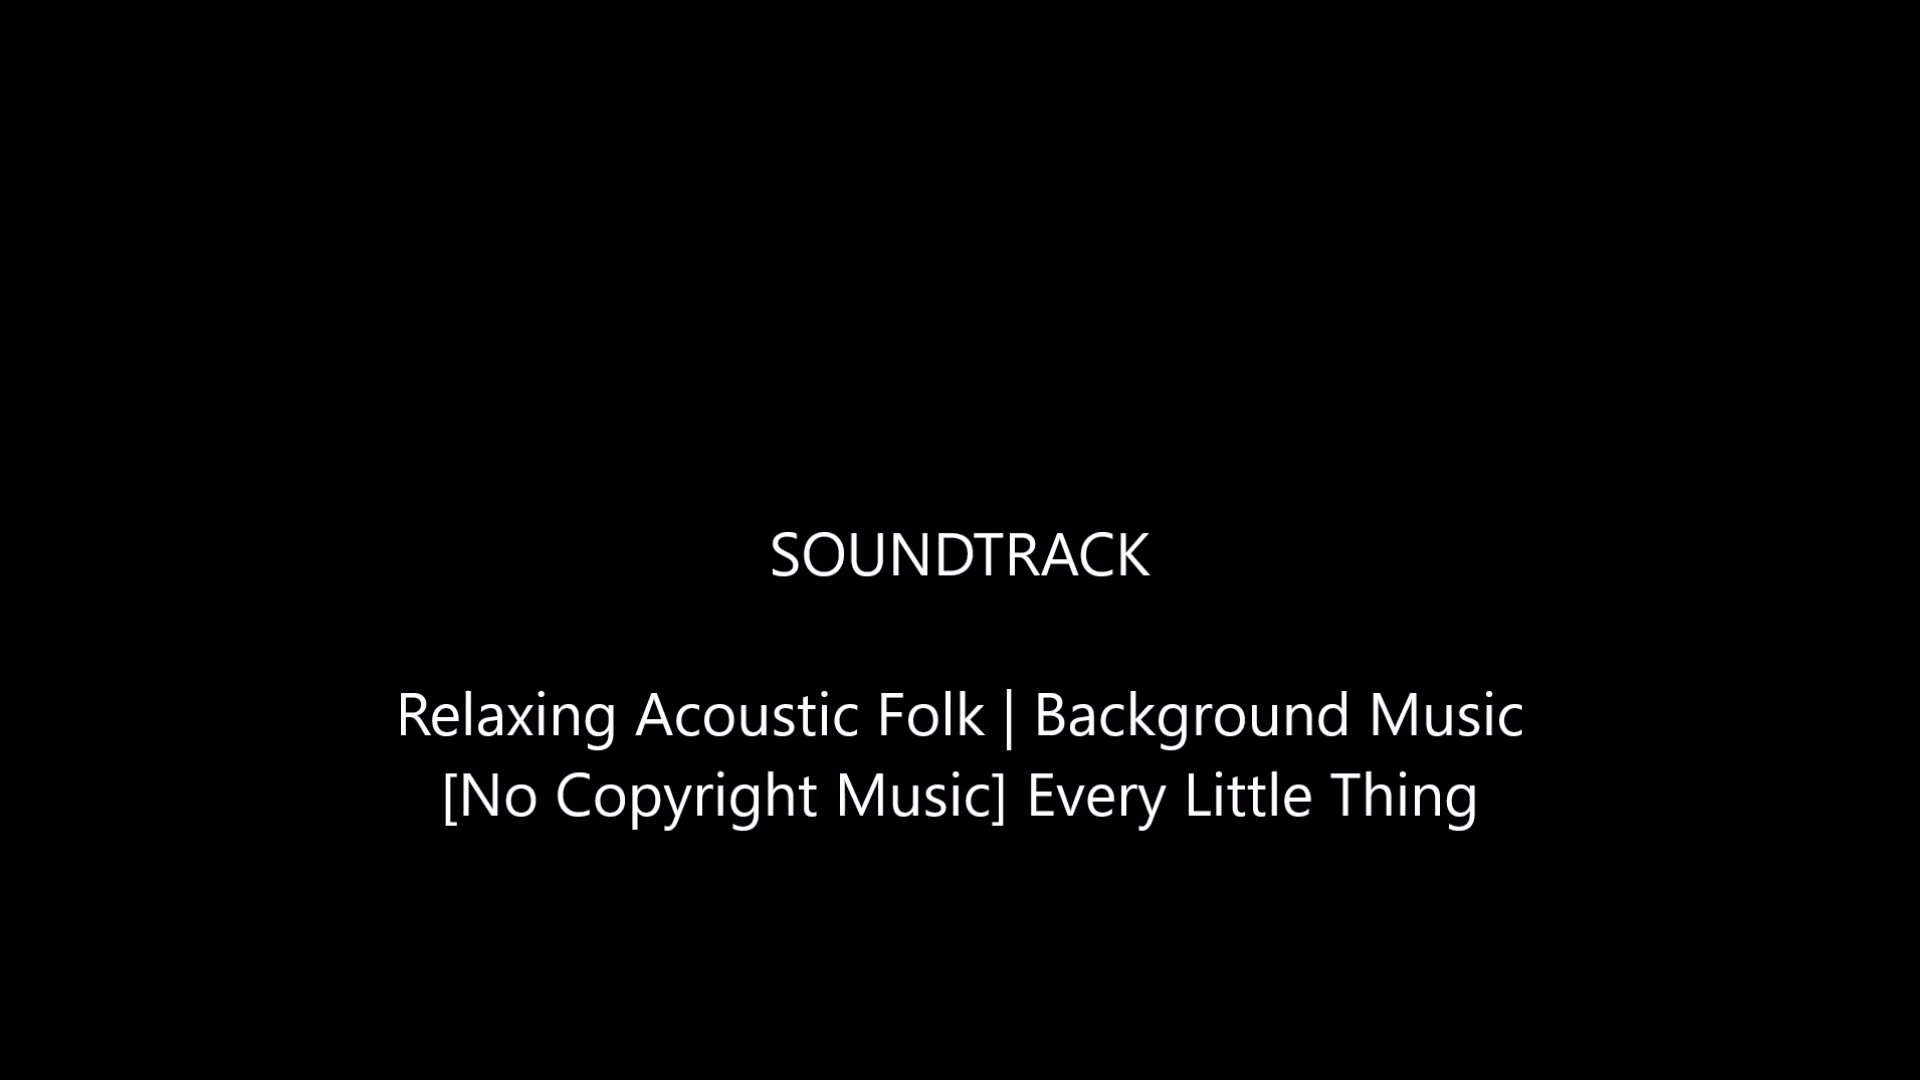 SOUNDTRACK
Relaxing Acoustic Folk | Background Music
[No Copyright Music] Every Little Thing